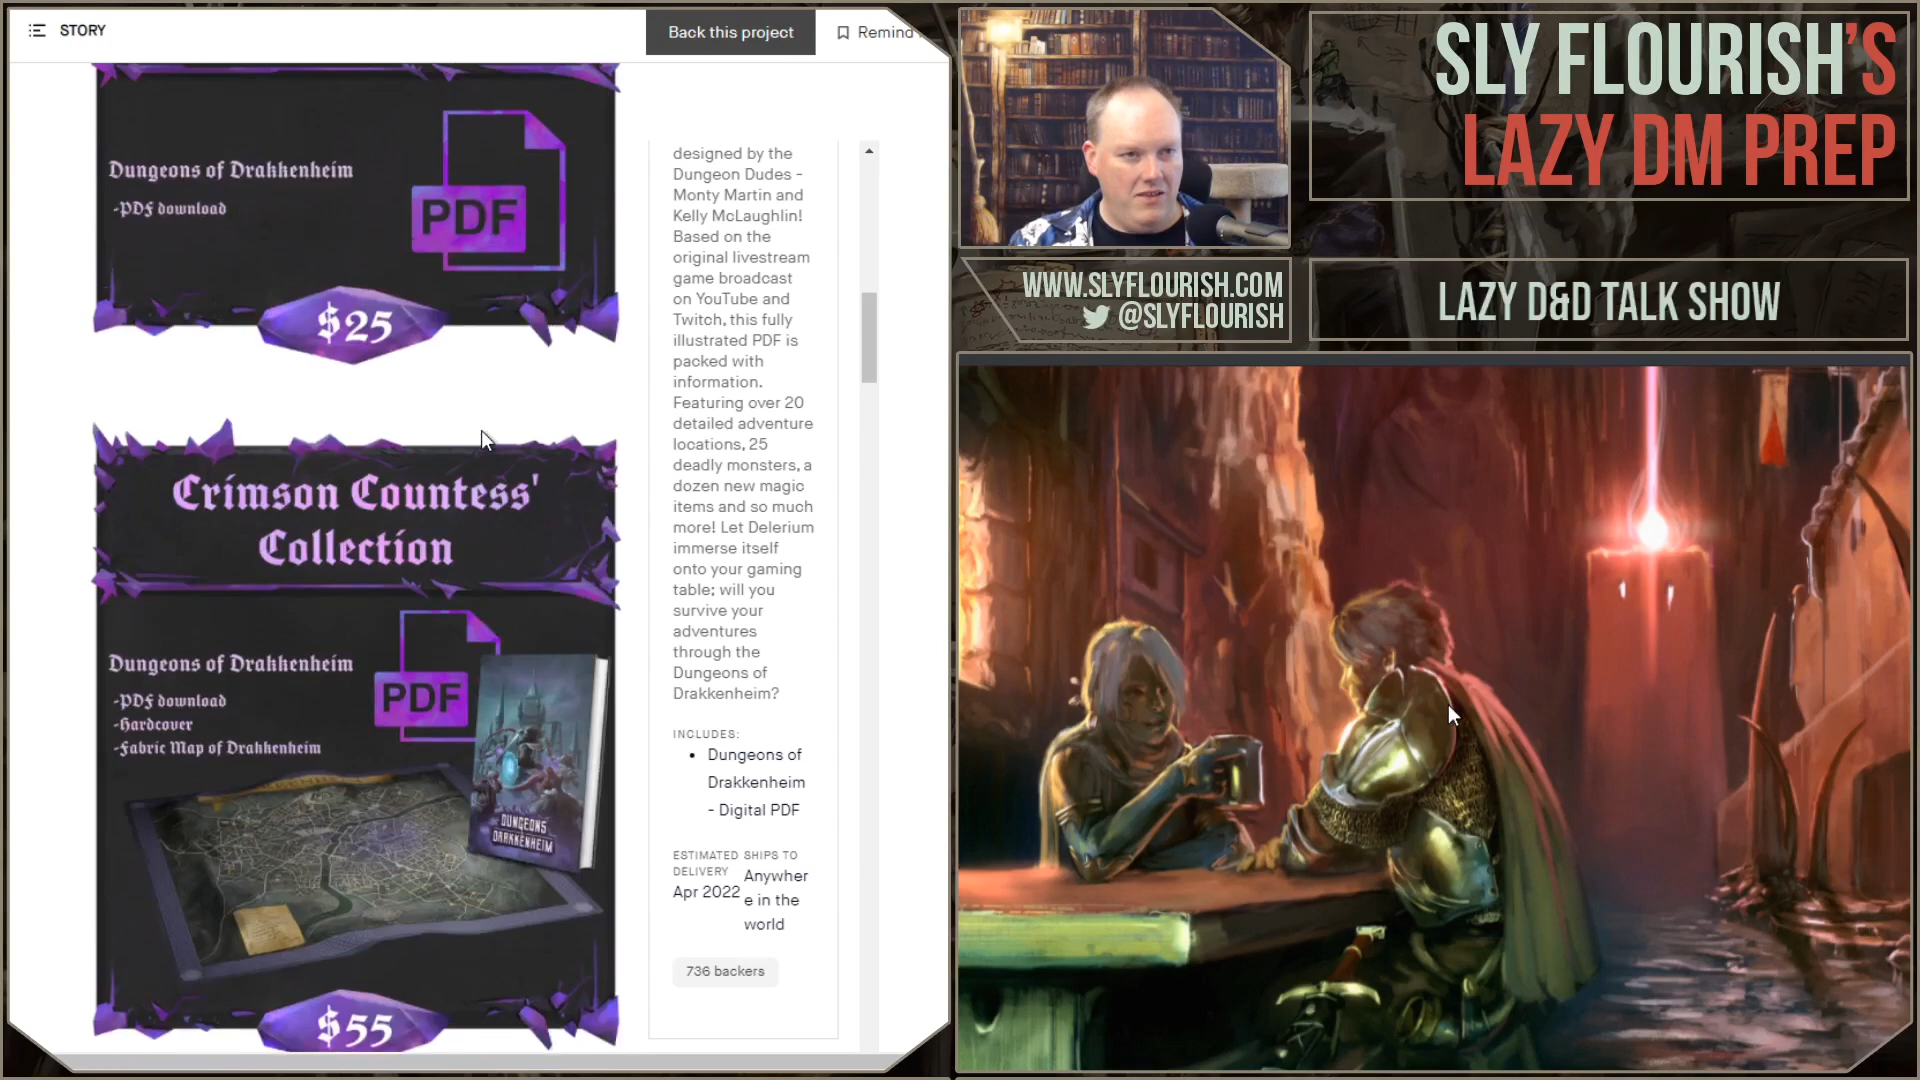 STORY
Back this project
Remind
Dungeons of Drakkenheim
-PDF download
PDF
$25
Crimson Countess'
Collection
Dungeons of Drakkenheim
-PDF download
-Hardcover
-Fabric Map of Drakkenheim
PDF
DUNGEONS
DRAKKENHEIM
$55
designed by the
Dungeon Dudes -
Monty Martin and
Kelly McLaughlin!
Based on the
original livestream
game broadcast
on YouTube and
Twitch, this fully
illustrated PDF is
packed with
information.
Featuring over 20
detailed adventure
locations, 25
deadly monsters, a
dozen new magic
items and so much
more! Let Delerium
immerse itself
onto your gaming
table; will you
survive your
adventures
through the
Dungeons of
Drakkenheim?
INCLUDES:
• Dungeons of
Drakkenheim
- Digital PDF
ESTIMATED
DELIVERY
Apr 2022
SHIPS TO
Anywher
e in the
world
736 backers
SLY FLOURISH'S
LAZY DM PREP
WWW.SLYFLOURISH.COM
@SLYFLOURISH
LAZY D&D TALK SHOW